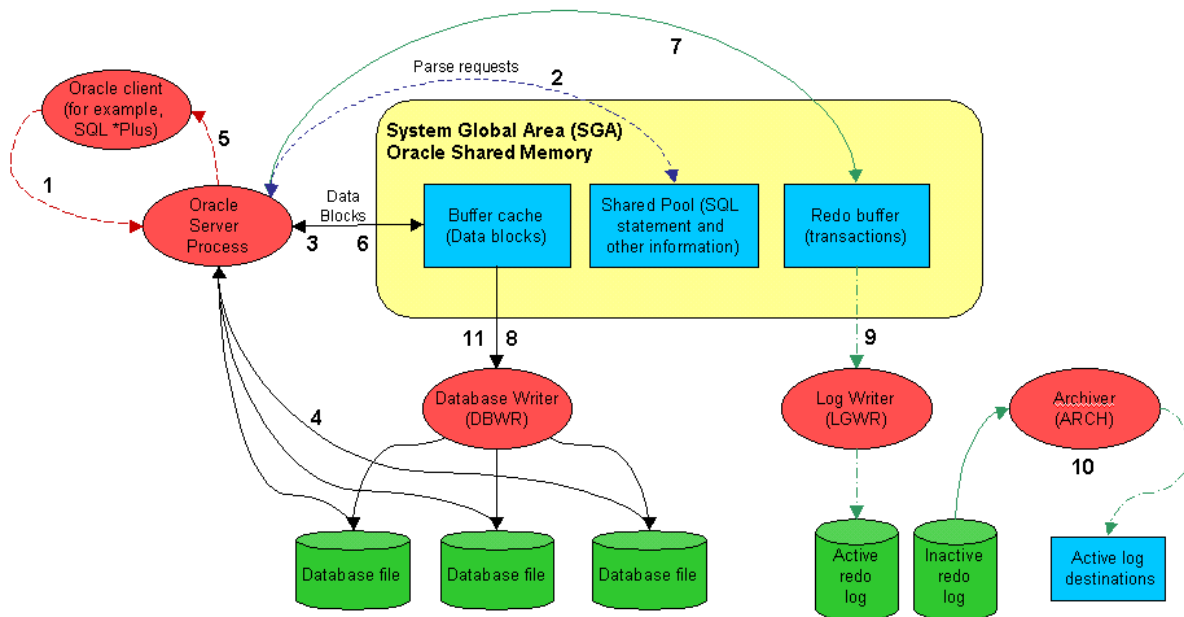 7
Parse requests
2
Oracle client
(for example,
SQL *Plus)
5
System Global Area (SGA)
Oracle Shared Memory
1
Oracle
Server
Process
Data
Blocks
3
6
Buffer cache
(Data blocks)
Shared Pool (SQL
statement and
other information)
Redo buffer
(transactions)
11
8
9
4
Database Writer
(DBWR)
Log Writer
(LGWR)
Archiver
(ARCH)
10
Database file
Database file
Database file
Active
redo
log
Inactive
redo
log
Active log
destinations